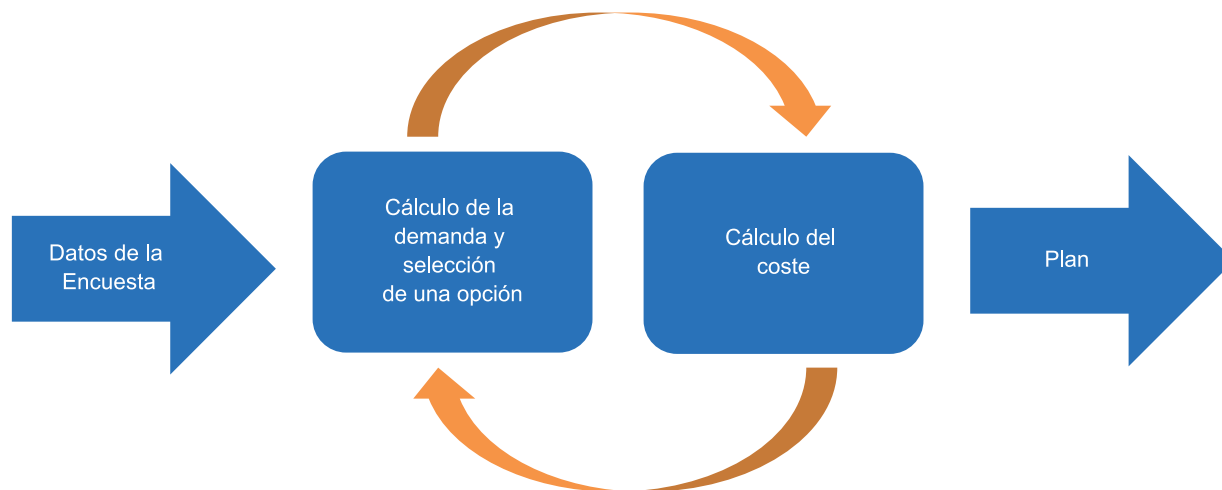 Datos de la
Encuesta
Cálculo de la
demanda y
selección
de una opción
Cálculo del
coste
Plan